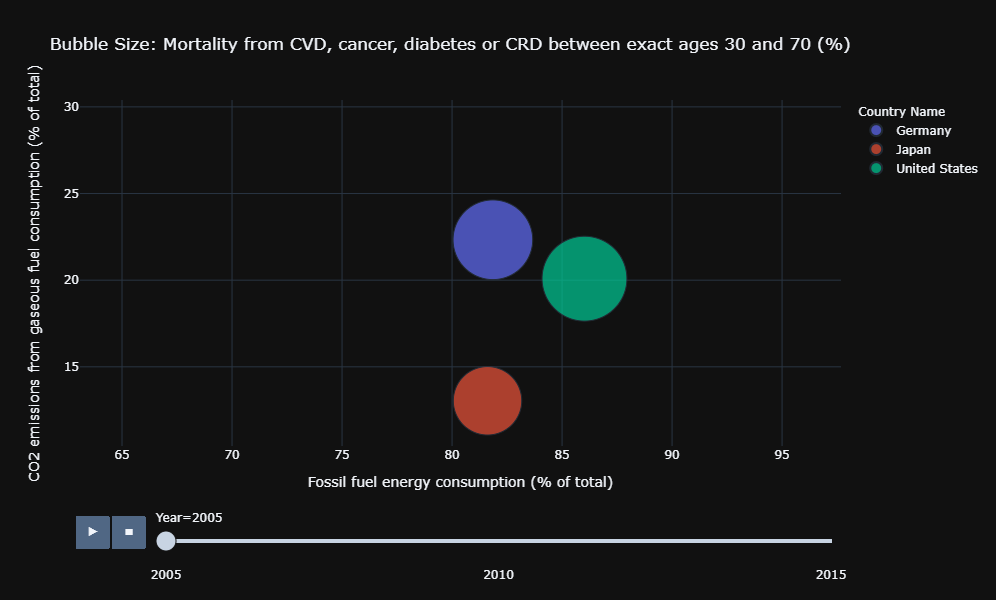 Bubble Size: Mortality from CVD, cancer, diabetes or CRD between exact ages 30 and 70 (%)
CO2 emissions from gaseous fuel consumption (% of total)
30
25
20
15
65 70 75 80 85 90 95
Fossil fuel energy consumption (% of total)
Country Name
Germany
Japan
United States
Year=2005
2005 2010 2015